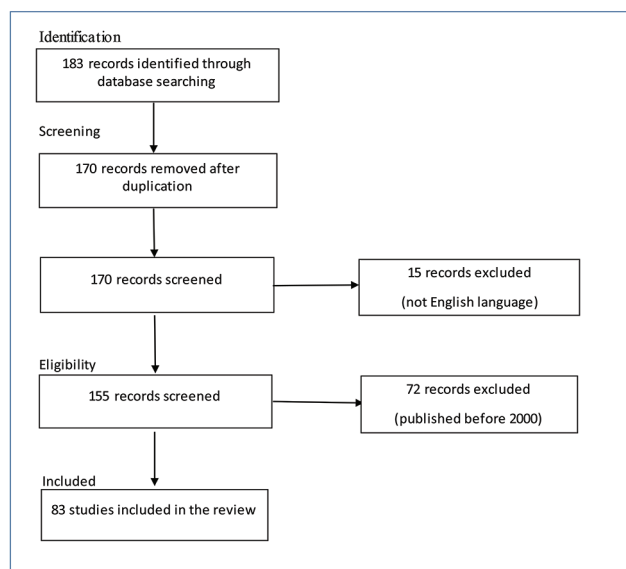 Identification
183 records identified through
database searching
Screening
170 records removed after
duplication
170 records screened
15 records excluded
(not English language)
Eligibility
155 records screened
72 records excluded
(published before 2000)
Included
83 studies included in the review